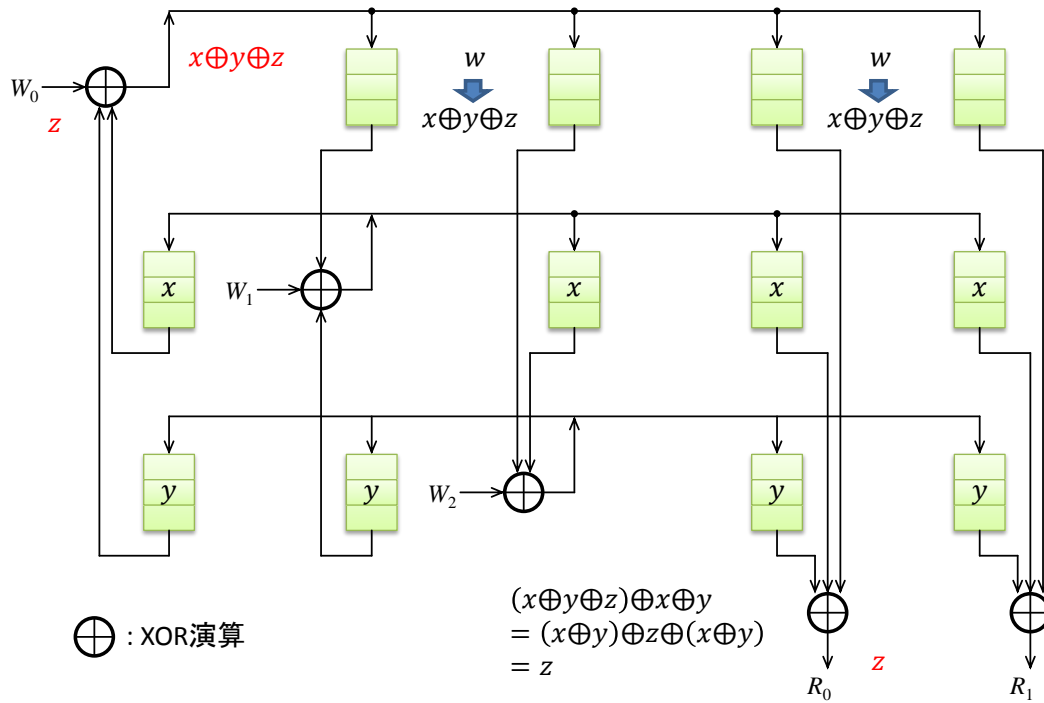 x⊕y⊕z
w
w
W₀
z
x⊕y⊕z
x⊕y⊕z
W₁
x
x
x
x
W₂
y
y
y
y
(x⊕y⊕z)⊕x⊕y
= (x⊕y)⊕z⊕(x⊕y)
= z
⊕ : XOR演算
z
R₀
R₁